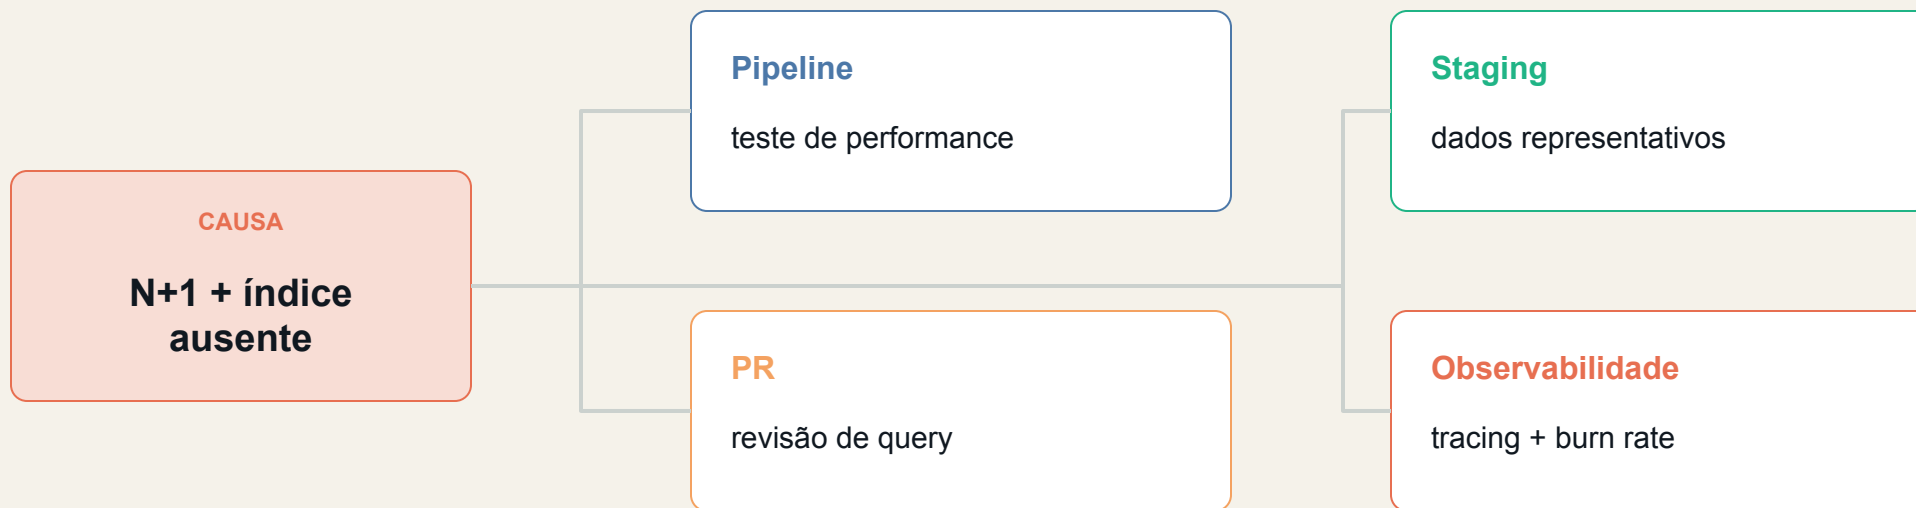 CAUSA
N+1 + índice
ausente
Pipeline
teste de performance
PR
revisão de query
Staging
dados representativos
Observabilidade
tracing + burn rate